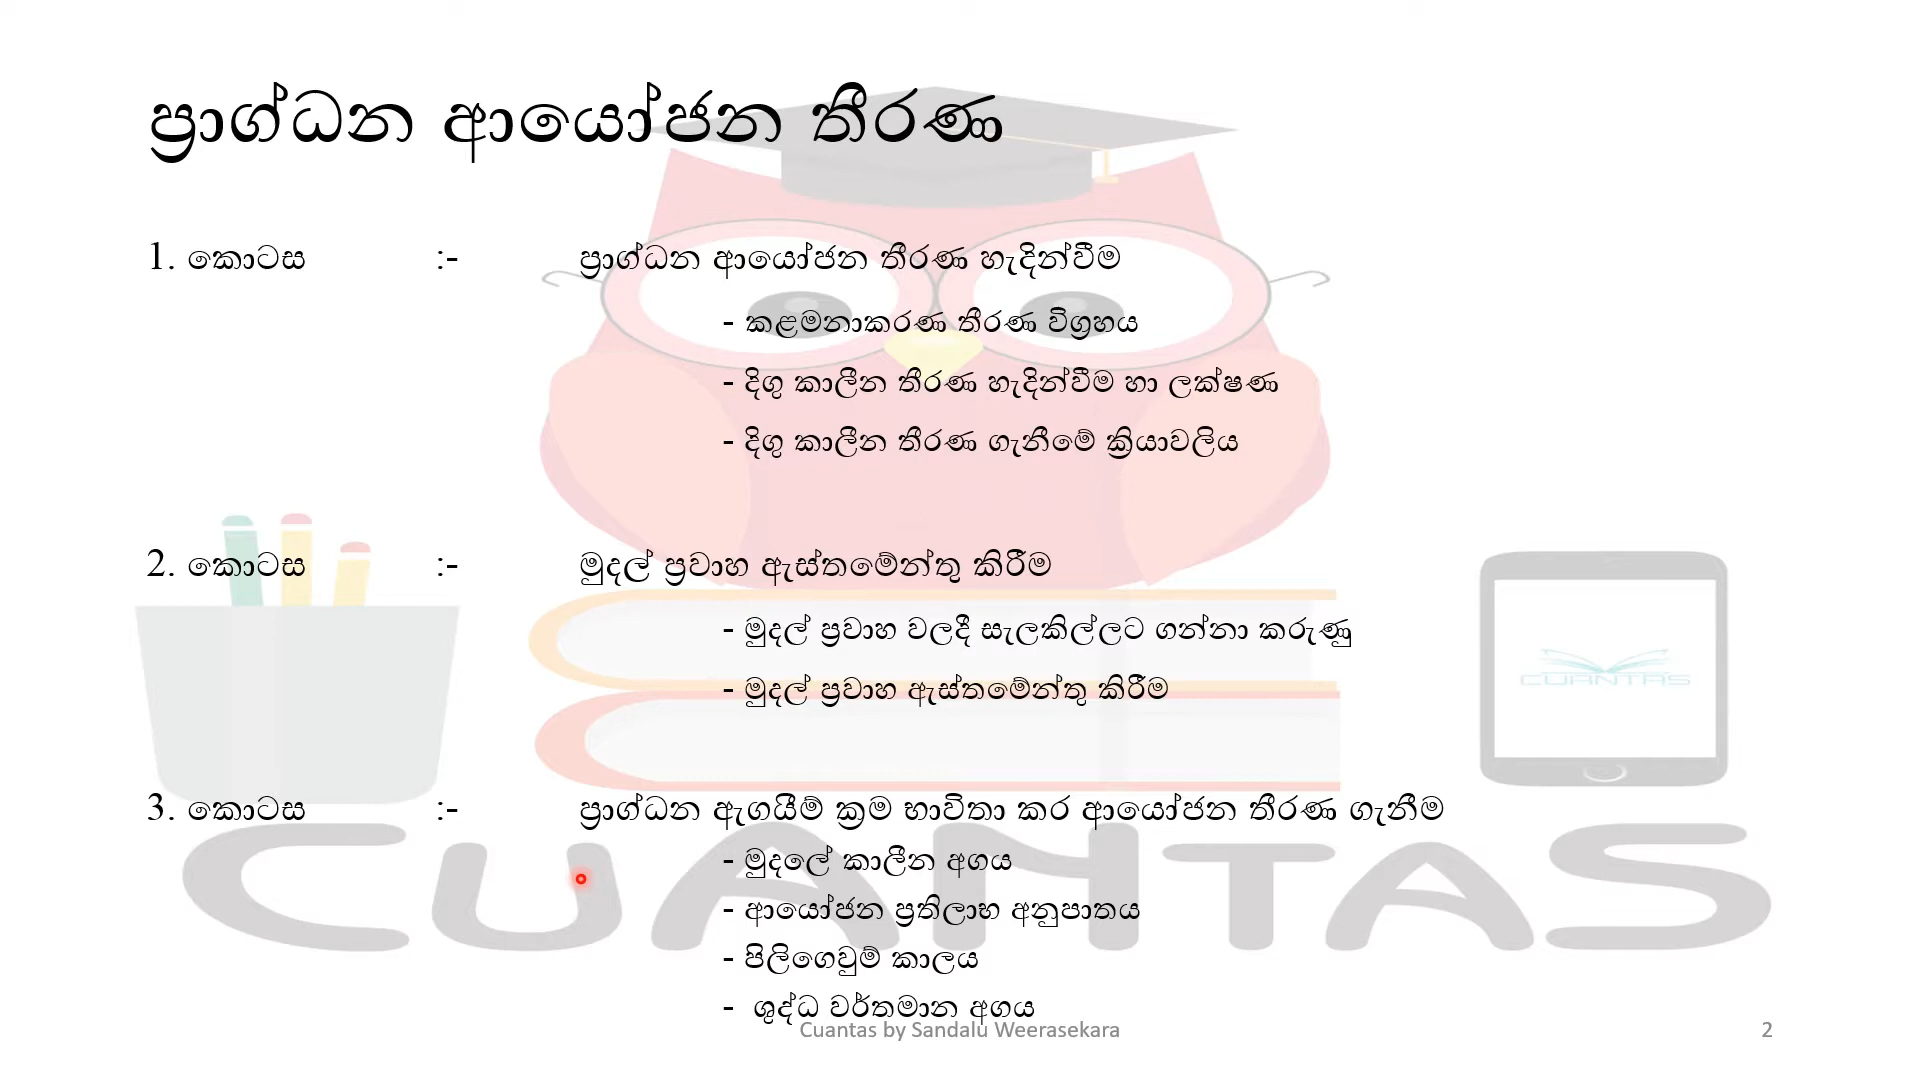 ප්‍රාග්ධන ආයෝජන තීරණ
1. කොටස :- ප්‍රාග්ධන ආයෝජන තීරණ හැදින්වීම
- කළමනාකරණ තීරණ විග්‍රහය
- දිගු කාලීන තීරණ හැදින්වීම හා ලක්ෂණ
- දිගු කාලීන තීරණ ගැනීමේ ක්‍රියාවලිය
2. කොටස :- මුදල් ප්‍රවාහ ඇස්තමේන්තු කිරීම
- මුදල් ප්‍රවාහ වලදී සැලකිල්ලට ගන්නා කරුණු
- මුදල් ප්‍රවාහ ඇස්තමේන්තු කිරීම
CUANTAS
3. කොටස :- ප්‍රාග්ධන ඇගයීම් ක්‍රම භාවිතා කර ආයෝජන තීරණ ගැනීම
- මුදලේ කාලීන අගය
- ආයෝජන ප්‍රතිලාභ අනුපාතය
- පිලිගෙවුම් කාලය
- ශුද්ධ වර්තමාන අගය
CUANTAS
Cuantas by Sandalu Weerasekara 2